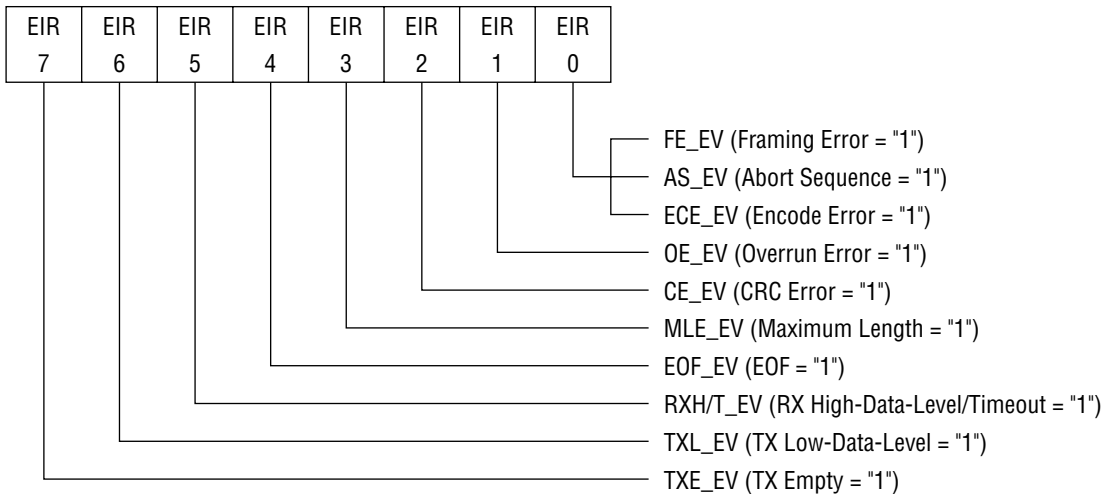 EIR EIR EIR EIR EIR EIR EIR EIR
7 6 5 4 3 2 1 0
FE_EV (Framing Error = "1")
AS_EV (Abort Sequence = "1")
ECE_EV (Encode Error = "1")
OE_EV (Overrun Error = "1")
CE_EV (CRC Error = "1")
MLE_EV (Maximum Length = "1")
EOF_EV (EOF = "1")
RXH/T_EV (RX High-Data-Level/Timeout = "1")
TXL_EV (TX Low-Data-Level = "1")
TXE_EV (TX Empty = "1")